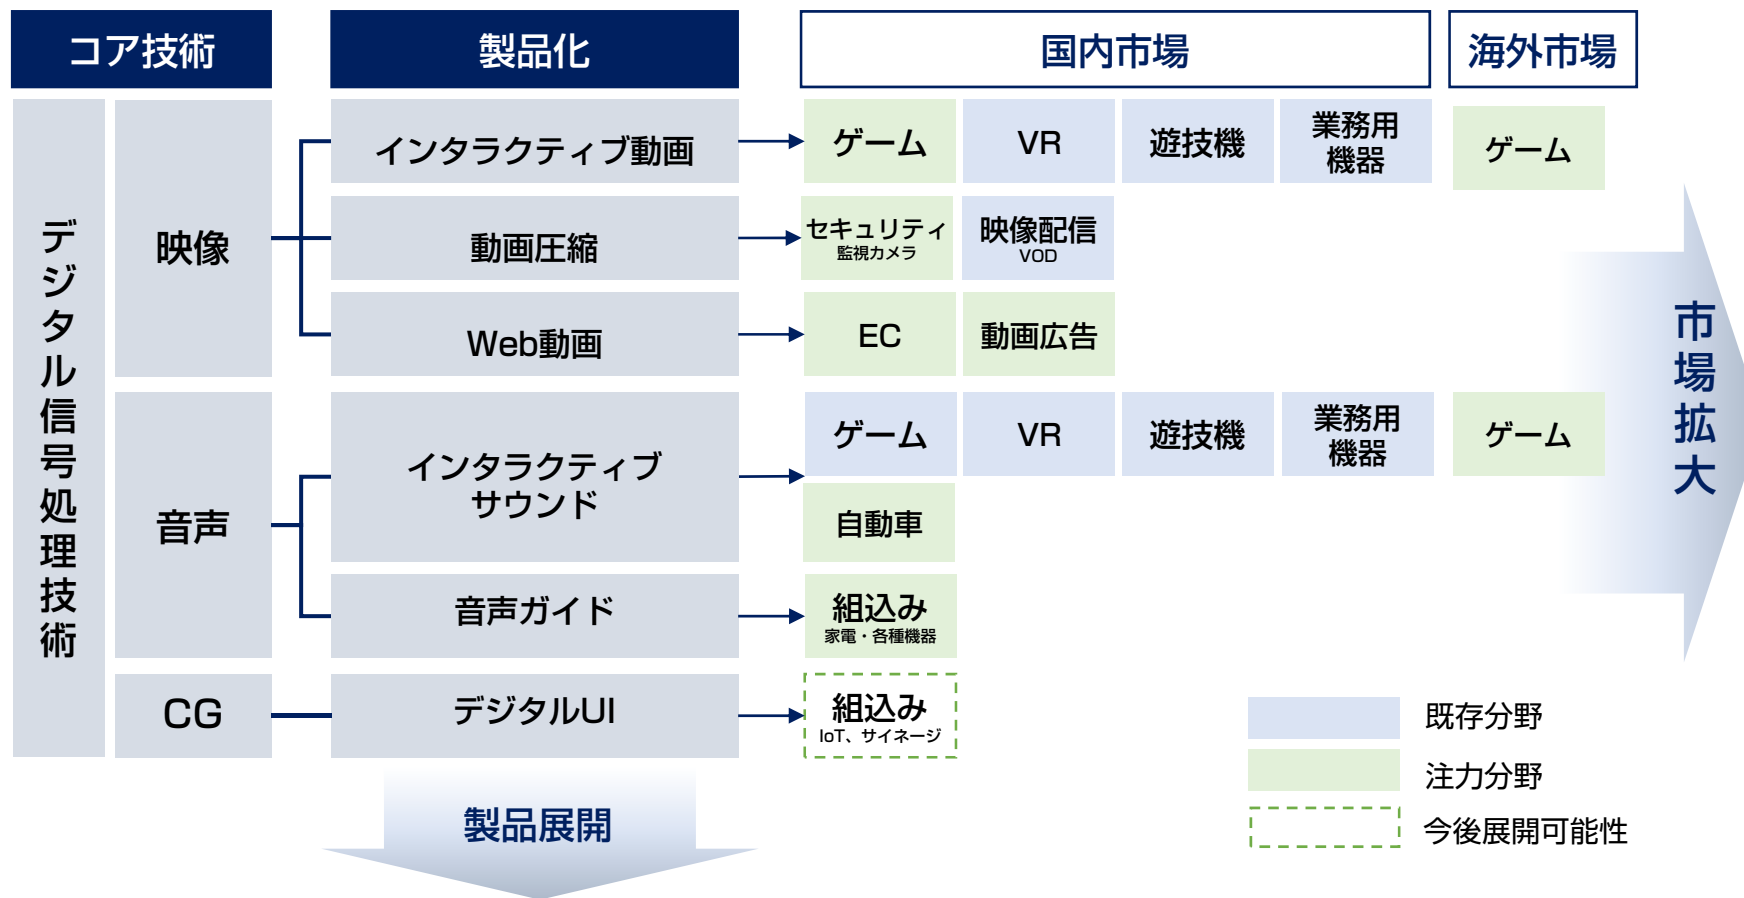 コア技術
製品化
国内市場
海外市場
デジタル信号処理技術
映像
インタラクティブ動画
ゲーム
VR
遊技機
業務用
機器
ゲーム
動画圧縮
セキュリティ
監視カメラ
映像配信
VOD
Web動画
EC
動画広告
音声
インタラクティブ
サウンド
ゲーム
VR
遊技機
業務用
機器
ゲーム
自動車
音声ガイド
組込み
家電・各種機器
CG
デジタルUI
組込み
IoT、サイネージ
市場拡大
製品展開
既存分野
注力分野
今後展開可能性